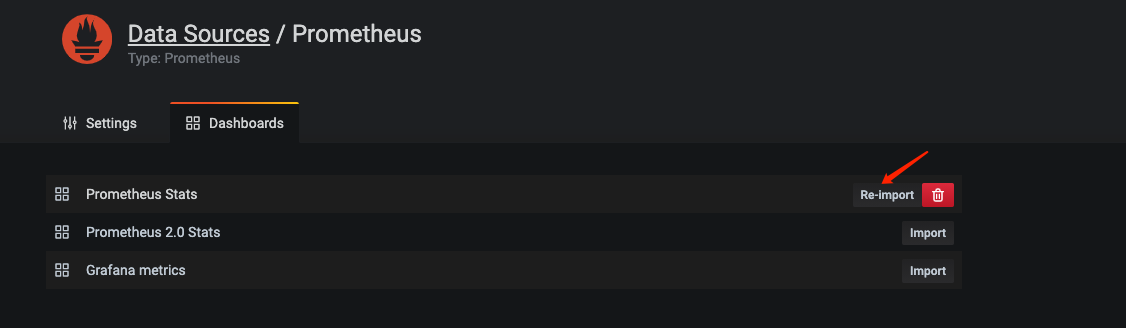 Data Sources / Prometheus
Type: Prometheus
Settings
Dashboards
Prometheus Stats
Re-import
Prometheus 2.0 Stats
Import
Grafana metrics
Import